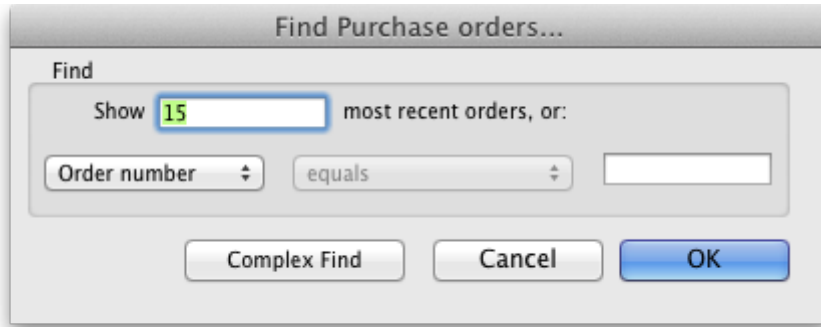 Find Purchase orders...
Find
Show 15 most recent orders, or:
Order number equals
Complex Find Cancel OK